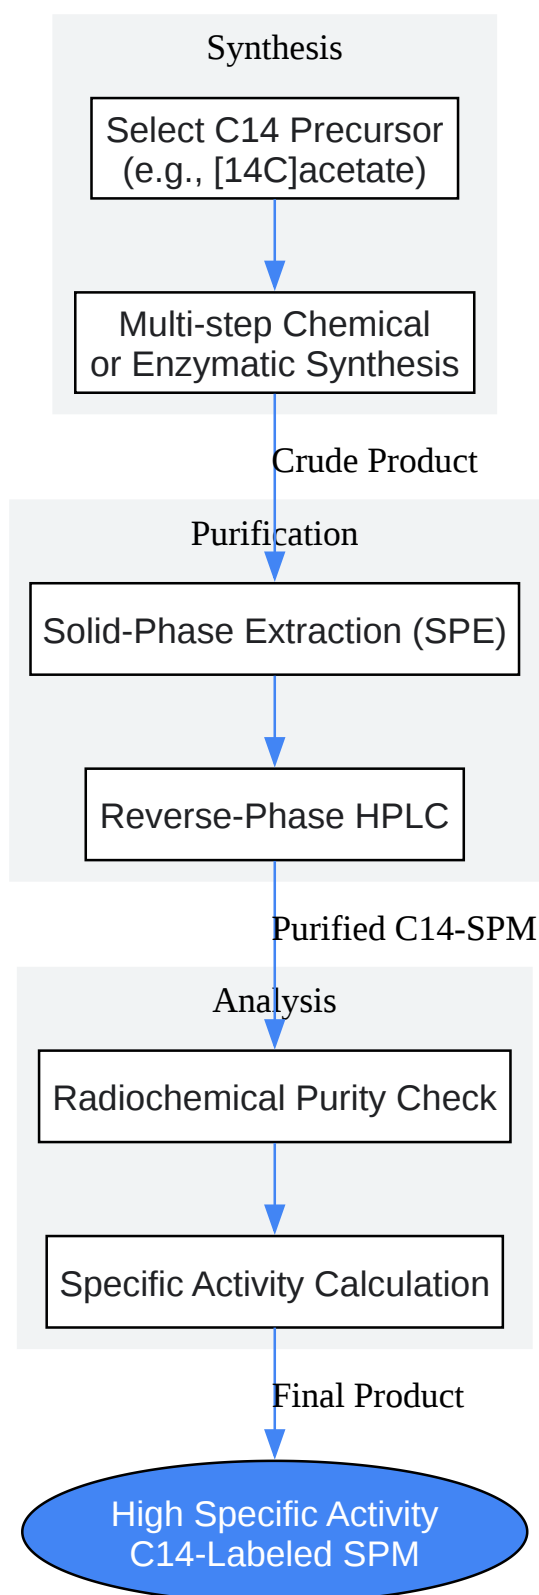 Synthesis
Select C14 Precursor
(e.g., [14C]acetate)
Multi-step Chemical
or Enzymatic Synthesis
Crude Product
Purification
Solid-Phase Extraction (SPE)
Reverse-Phase HPLC
Purified C14-SPM
Analysis
Radiochemical Purity Check
Specific Activity Calculation
Final Product
High Specific Activity
C14-Labeled SPM